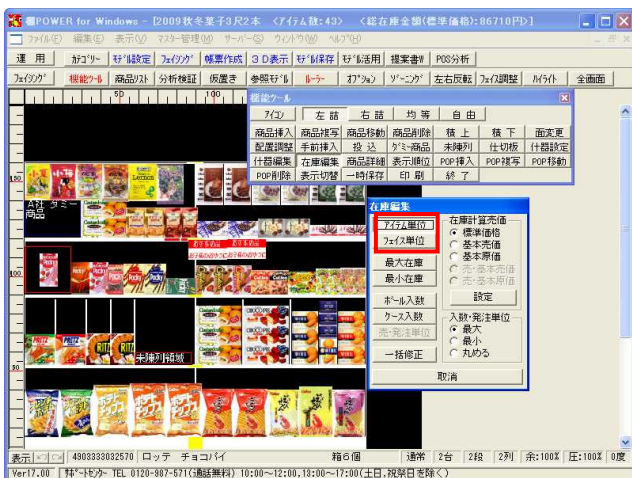 棚POWER for Windows - [2009秋冬菓子3尺2本 <アイテム数:43> <総在庫金額(標準価格):86710円>]
ファイル(F) 編集(E) 表示(V) マスター管理(M) サーバー(S) ウィンドウ(W) ヘルプ(H)
運 用 カテゴリー モデル設定 フェイシング 帳票作成 3D表示 モデル保存 モデル活用 提案書W POS分析
フェイシング 機能ツール 商品リスト 分析検証 仮置き 参照モデル ルーラー オプション ゾーニング 左右反転 フェイス調整 ハイライト 全画面
50 100
機能ツール
アイコン 左 詰 右 詰 均 等 自 由
商品挿入 商品複写 商品移動 商品削除 積 上 積 下 面変更
配置調整 手前挿入 投 込 ダミー商品 未陳列 仕切板 什器設定
什器編集 在庫編集 商品詳細 表示順位 POP挿入 POP複写 POP移動
POP削除 表示切替 一時保存 印 刷 終 了
150
A社 ダミー
商品
100
未陳列領域
50
在庫編集
アイテム単位
フェイス単位
最大在庫
最小在庫
ボール入数
ケース入数
売・発注単位
一括修正
在庫計算売価
標準価格
基本売価
基本原価
売・基本売価
売・基本原価
設定
入数・発注単位
最大
最小
丸める
取消
表示 4903333032570 ロッテ チョコパイ 箱6個 通常 2台 2段 2列 余:100% 圧:100% 0度
Ver17.00 サポートセンター TEL 0120-987-571(通話無料) 10:00~12:00,13:00~17:00(土日,祝祭日を除く)